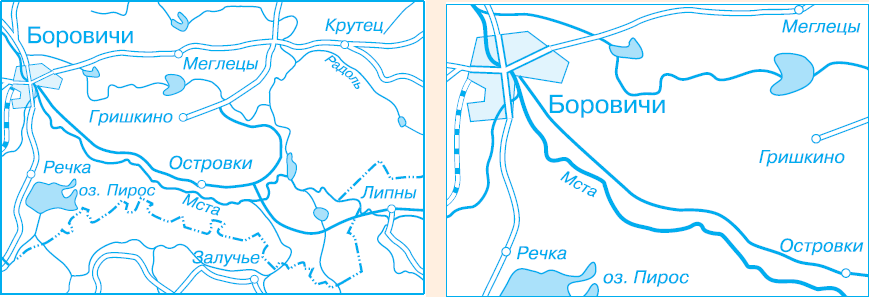 Боровичи
Крутец
Меглецы
Радоль
Гришкино
Островки
Речка
оз. Пирос
Липны
Мста
Залучье
Меглецы
Боровичи
Гришкино
Мста
Островки
Речка
оз. Пирос